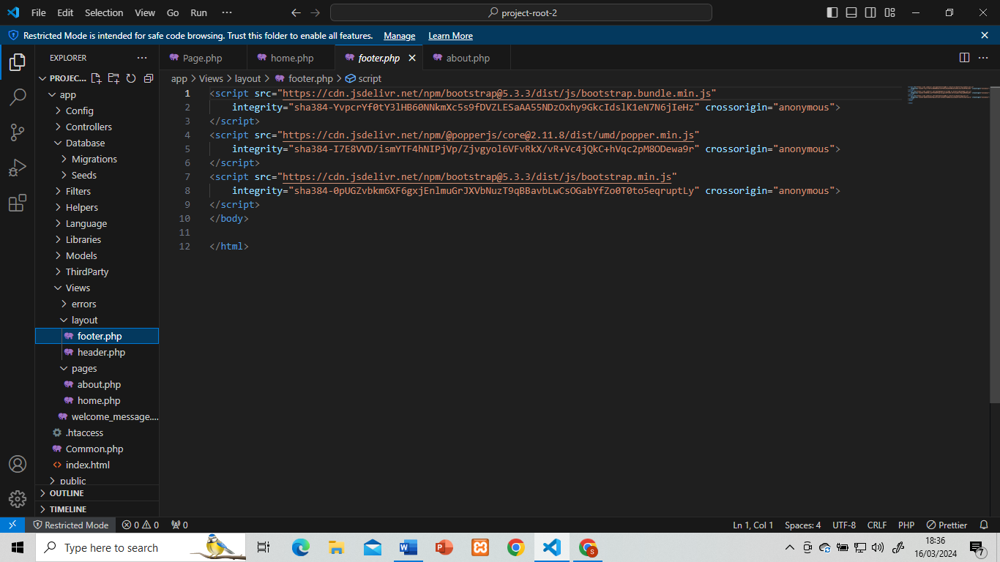 File Edit Selection View Go Run ··· project-root-2
Restricted Mode is intended for safe code browsing. Trust this folder to enable all features. Manage Learn More
EXPLORER ···
Page.php home.php footer.php about.php
PROJEC...
app > Views > layout > footer.php > script
app
Config
Controllers
Database
Migrations
Seeds
Filters
Helpers
Language
Libraries
Models
ThirdParty
Views
errors
layout
footer.php
header.php
pages
about.php
home.php
welcome_message....
.htaccess
Common.php
index.html
public
OUTLINE
TIMELINE
1 <script src="https://cdn.jsdelivr.net/npm/bootstrap@5.3.3/dist/js/bootstrap.bundle.min.js"
2 integrity="sha384-YvpcrYf0tY3lHB60NNkmXc5s9fDVZLESaAA55NDzOxhy9GkcIdslK1eN7N6jIeHz" crossorigin="anonymous">
3 </script>
4 <script src="https://cdn.jsdelivr.net/npm/@popperjs/core@2.11.8/dist/umd/popper.min.js"
5 integrity="sha384-I7E8VVD/ismYTF4hNIPjVp/Zjvgyol6VFvRkX/vR+Vc4jQkC+hVqc2pM8ODewa9r" crossorigin="anonymous">
6 </script>
7 <script src="https://cdn.jsdelivr.net/npm/bootstrap@5.3.3/dist/js/bootstrap.min.js"
8 integrity="sha384-0pUGZvbkm6XF6gxjEnlmuGrJXVbNuzT9qBBavbLwCsOGabYfZo0T0to5eqruptLy" crossorigin="anonymous">
9 </script>
10 </body>
11
12 </html>
Restricted Mode 0 0 0 Ln 1, Col 1 Spaces: 4 UTF-8 CRLF PHP Prettier
Type here to search
18:36
16/03/2024
7